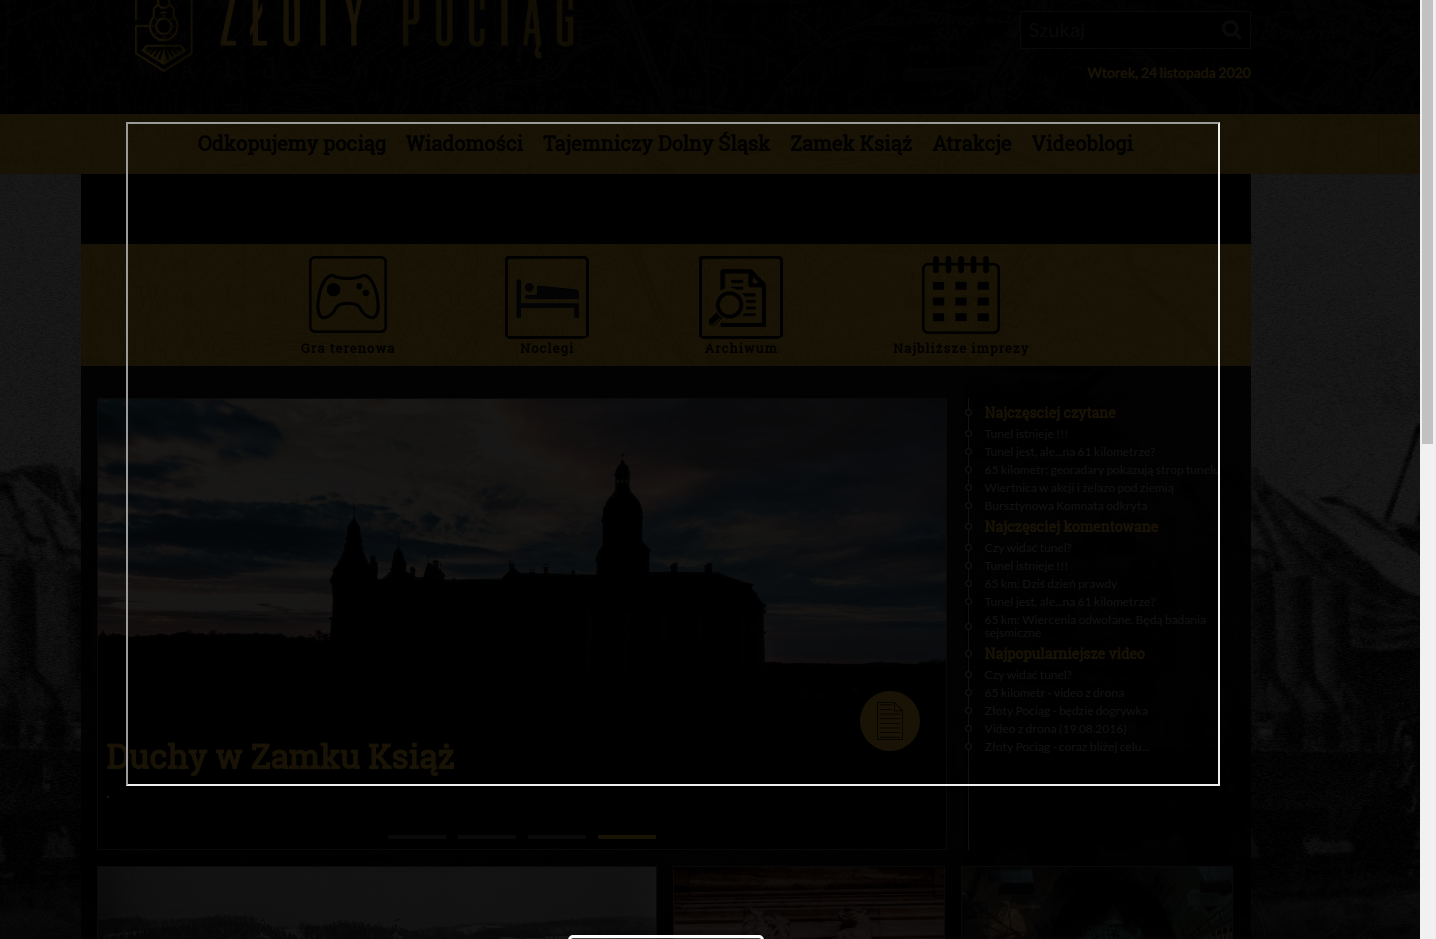 ZŁOTY POCIĄG
Szukaj
Wtorek, 24 listopada 2020
Odkopujemy pociąg Wiadomości Tajemniczy Dolny Śląsk Zamek Książ Atrakcje Videoblogi
Gra terenowa Noclegi Archiwum Najbliższe imprezy
Duchy w Zamku Książ
Najczęsciej czytane
Tunel istnieje !!!
Tunel jest, ale...na 61 kilometrze?
65 kilometr: georadary pokazują strop tunelu
Wiertnica w akcji i żelazo pod ziemią
Bursztynowa Komnata odkryta
Najczęsciej komentowane
Czy widać tunel?
Tunel istnieje !!!
65 km: Dziś dzień prawdy
Tunel jest, ale...na 61 kilometrze?
65 km: Wiercenia odwołane. Będą badania
sejsmiczne
Najpopularniejsze video
Czy widać tunel?
65 kilometr - video z drona
Złoty Pociąg - będzie dogrywka
Video z drona (19.08.2016)
Złoty Pociąg - coraz bliżej celu...